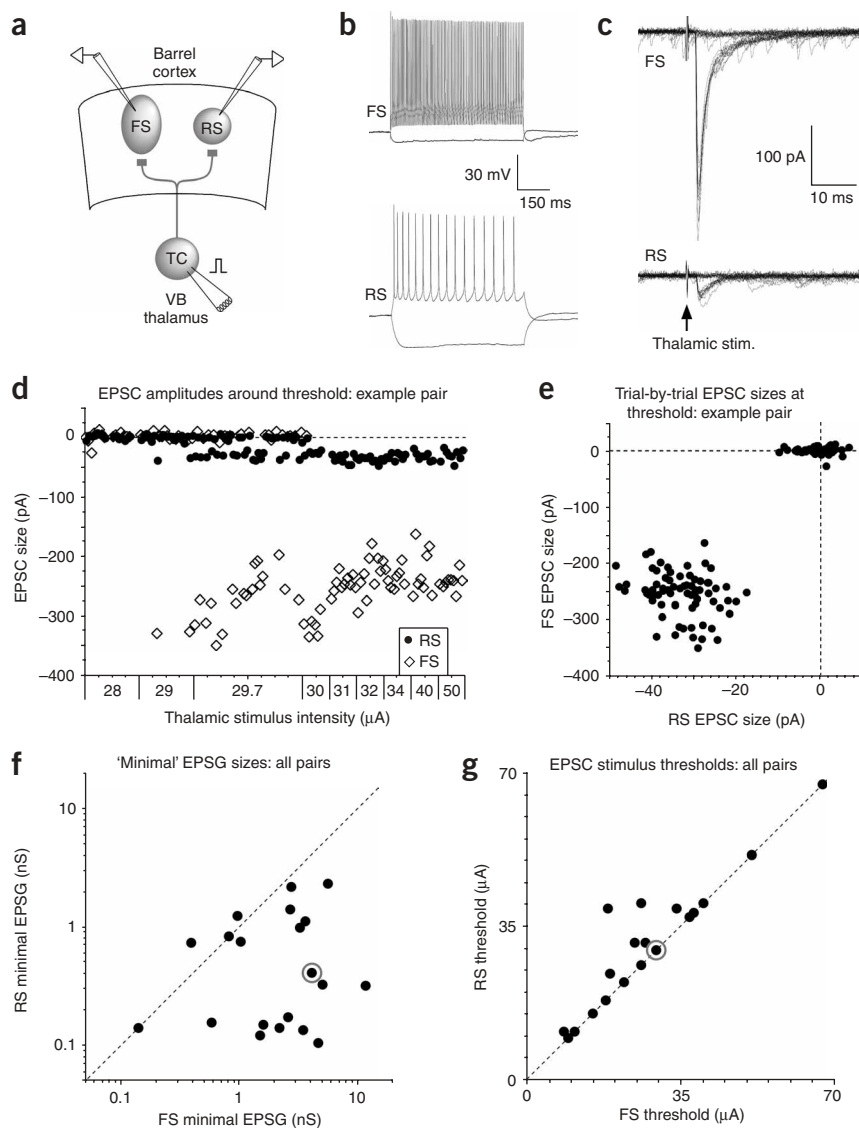 a
Barrel
cortex
FS
RS
TC
VB
thalamus
b
FS
30 mV
150 ms
RS
c
FS
100 pA
10 ms
RS
Thalamic stim.
d
EPSC amplitudes around threshold: example pair
EPSC size (pA)
0
–100
–200
–300
–400
RS
FS
28
29
29.7
30
31
32
34
40
50
Thalamic stimulus intensity (μA)
e
Trial-by-trial EPSC sizes at
threshold: example pair
FS EPSC size (pA)
0
–100
–200
–300
–400
–40
–20
0
RS EPSC size (pA)
f
'Minimal' EPSG sizes: all pairs
RS minimal EPSG (nS)
10
1
0.1
0.1
1
10
FS minimal EPSG (nS)
g
EPSC stimulus thresholds: all pairs
RS threshold
(μA)
70
35
0
0
35
70
FS threshold (μA)